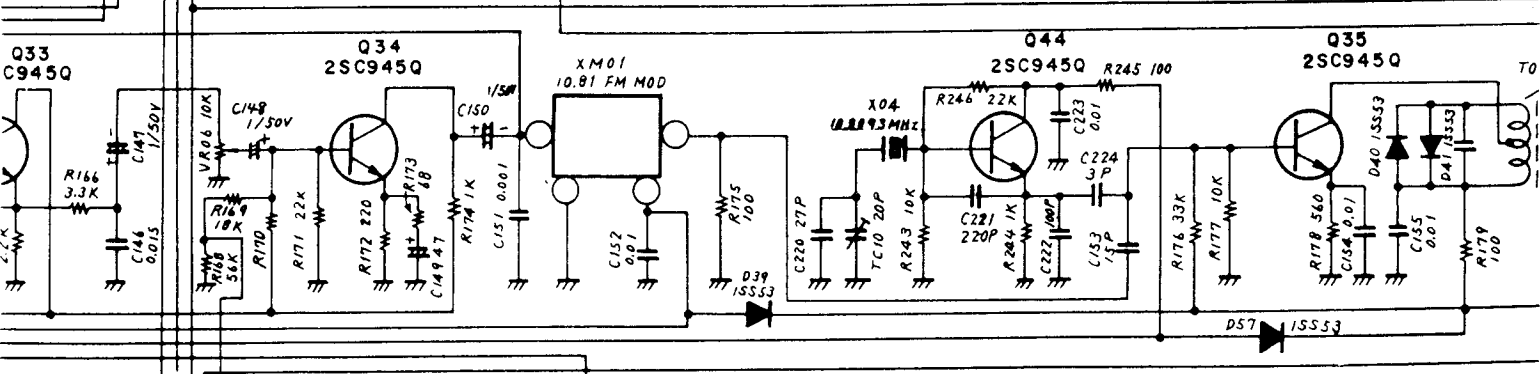 Q33
C945Q
Q34
2SC945Q
XM01
10.81 FM MOD
Q44
2SC945Q
Q35
2SC945Q
TO
R245 100
R246 22K
X04
C223
0.01
C150
1/50V
C148
1/50V
VR06 10K
C147
1/50V
R166
3.3K
C146
0.015
2.2K
R169
18K
R168
56K
R170
R171 22K
R172 220
R173
68
C149 47
R174 1K
C151 0.001
C152
0.01
R175
100
D39
1SS53
C220 27P
TC10 20P
R243 10K
C221
220P
R244 1K
C222 100P
C224
3P
C153
15P
R176 33K
R177 10K
R178 560
C154 0.01
D40 1SS53
D41 1SS53
C155
0.01
R179
100
D57 1SS53